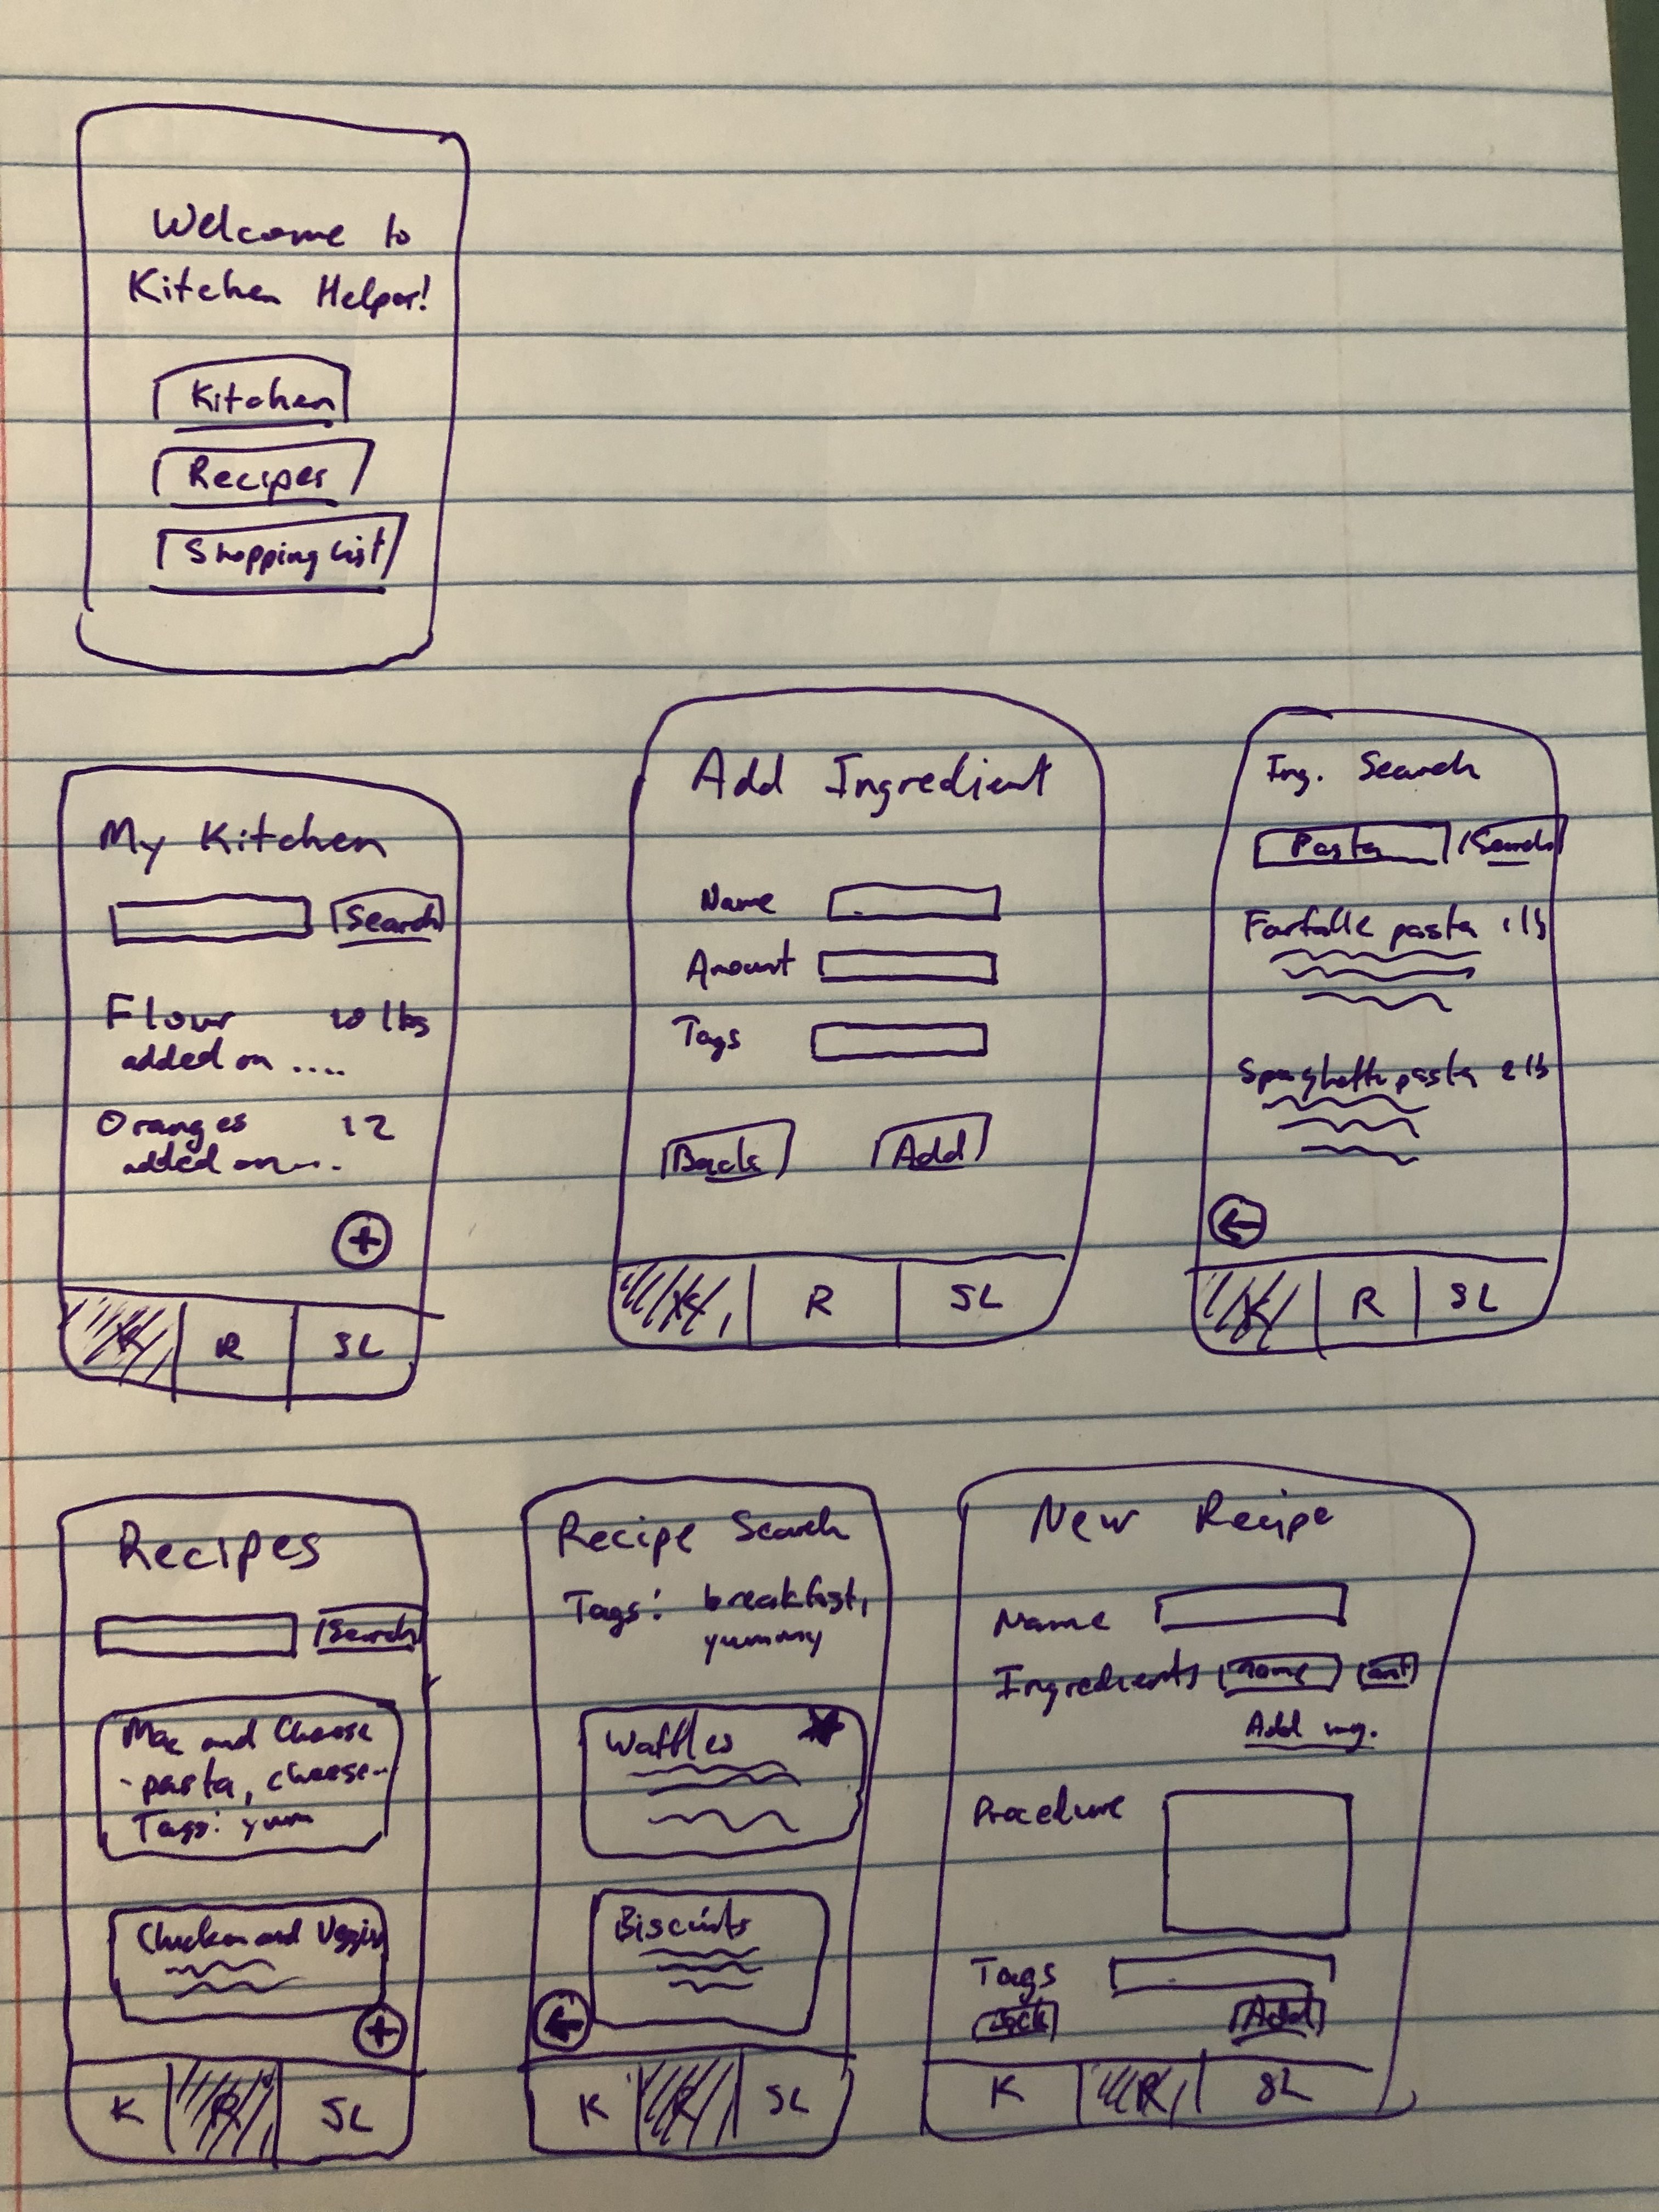 Welcome to
Kitchen Helper!
Kitchen
Recipes
Shopping List
My Kitchen
Search
Flour 10 lbs
added on ....
Oranges 12
added on....
K R SL
Add Ingredient
Name
Amount
Tags
Back Add
K R SL
Ing. Search
Pasta Search
Farfalle pasta 1 lb
Spaghetti pasta 2 lb
K R SL
Recipes
Search
Mac and Cheese
- pasta, cheese..
Tags: yum
Chicken and Veggies
K R SL
Recipe Search
Tags: breakfast,
yummy
Waffles
Biscuits
K R SL
New Recipe
Name
Ingredients name amt
Add ing.
Procedure
Tags
Back Add
K R SL